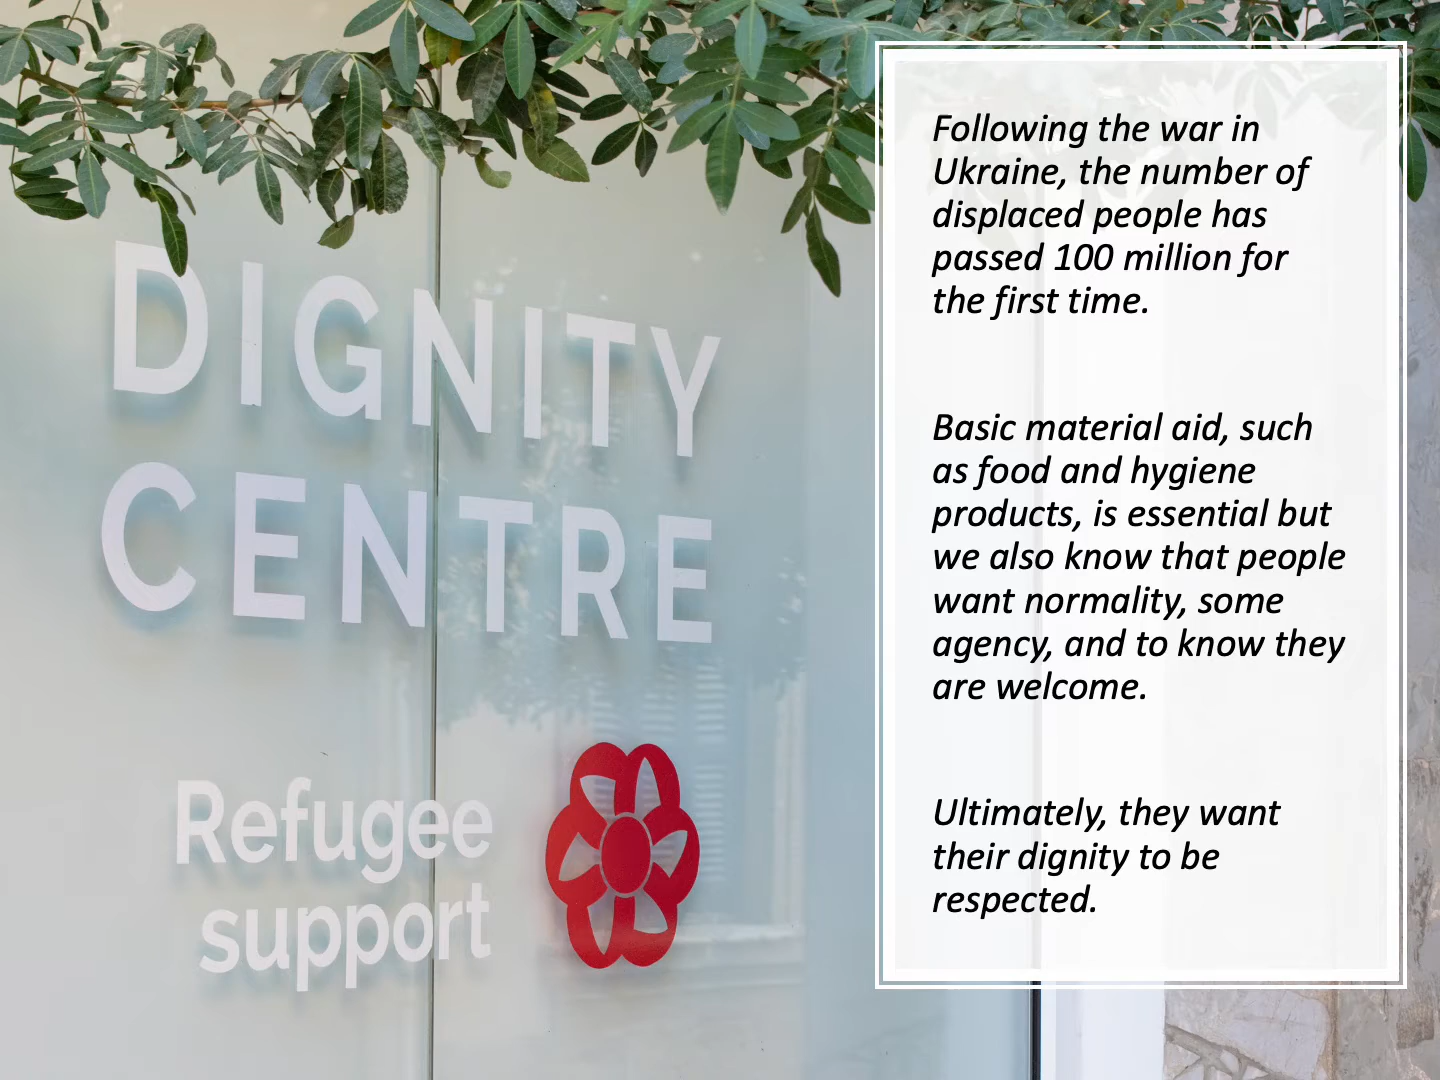 DIGNITY
CENTRE
Refugee
support
Following the war in
Ukraine, the number of
displaced people has
passed 100 million for
the first time.
Basic material aid, such
as food and hygiene
products, is essential but
we also know that people
want normality, some
agency, and to know they
are welcome.
Ultimately, they want
their dignity to be
respected.